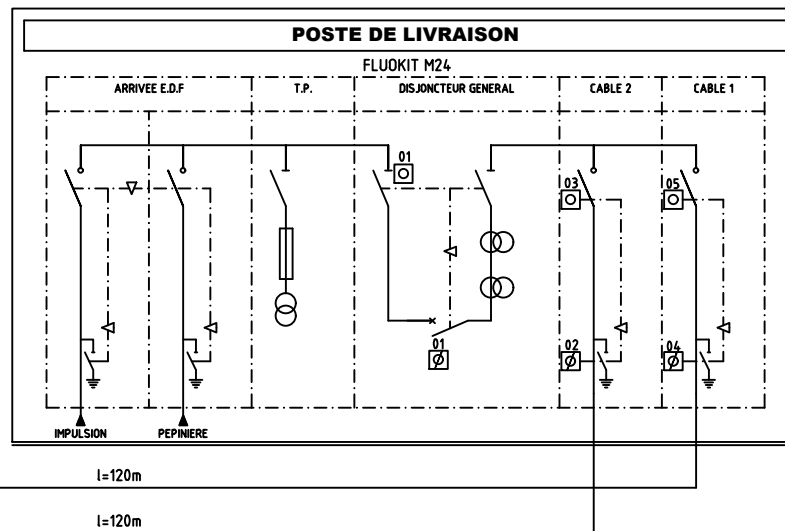 POSTE DE LIVRAISON
FLUOKIT M24
ARRIVEE E.D.F T.P. DISJONCTEUR GENERAL CABLE 2 CABLE 1
01
03 05
01 02 04
IMPULSION PEPINIERE
l=120m
l=120m